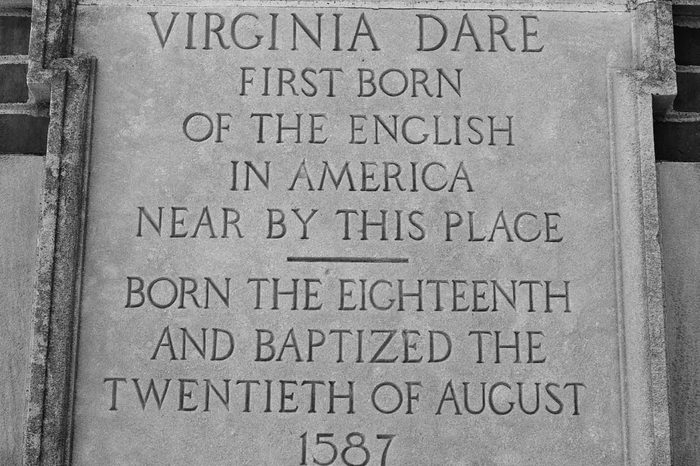 VIRGINIA DARE
FIRST BORN
OF THE ENGLISH
IN AMERICA
NEAR BY THIS PLACE
BORN THE EIGHTEENTH
AND BAPTIZED THE
TWENTIETH OF AUGUST
1587